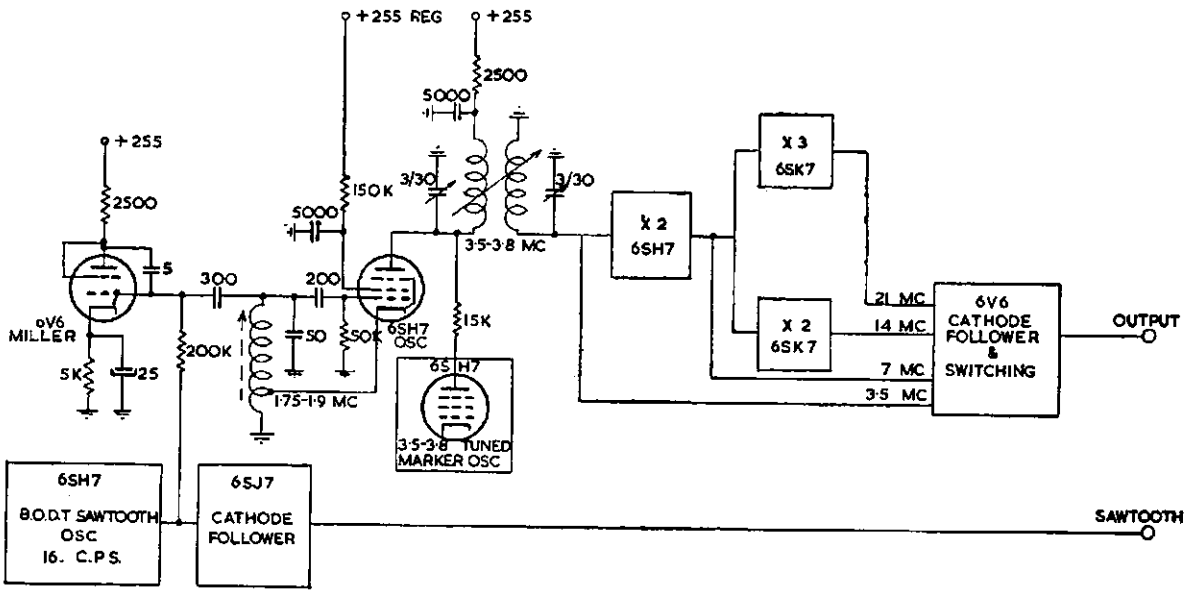 +255 REG
+255
2500
5000
+255
2500
150K
5000
3/30
3/30
X 3
6SK7
X 2
6SH7
3·5-3·8 MC
5
300
200
6V6
MILLER
200K
50
50K
6SH7
OSC
15K
5K
25
1·75-1·9 MC
6SH7
3·5-3·8 TUNED
MARKER OSC
X 2
6SK7
21 MC
14 MC
7 MC
3·5 MC
6V6
CATHODE
FOLLOWER
&
SWITCHING
OUTPUT
6SH7
B.O.D.T SAWTOOTH
OSC
16. C.P.S.
6SJ7
CATHODE
FOLLOWER
SAWTOOTH